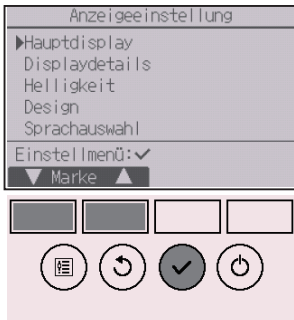 Anzeigeeinstellung
▶Hauptdisplay
Displaydetails
Helligkeit
Design
Sprachauswahl
Einstellmenü:✓
▼ Marke ▲